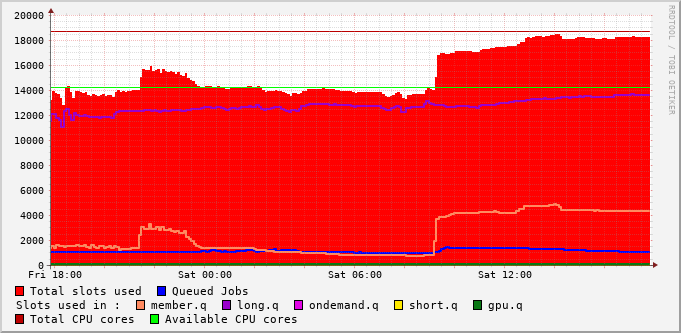 20000
18000
16000
14000
12000
10000
8000
6000
4000
2000
0
Fri 18:00 Sat 00:00 Sat 06:00 Sat 12:00
RRDTOOL / TOBI OETIKER
Total slots used Queued Jobs
Slots used in : member.q long.q ondemand.q short.q gpu.q
Total CPU cores Available CPU cores